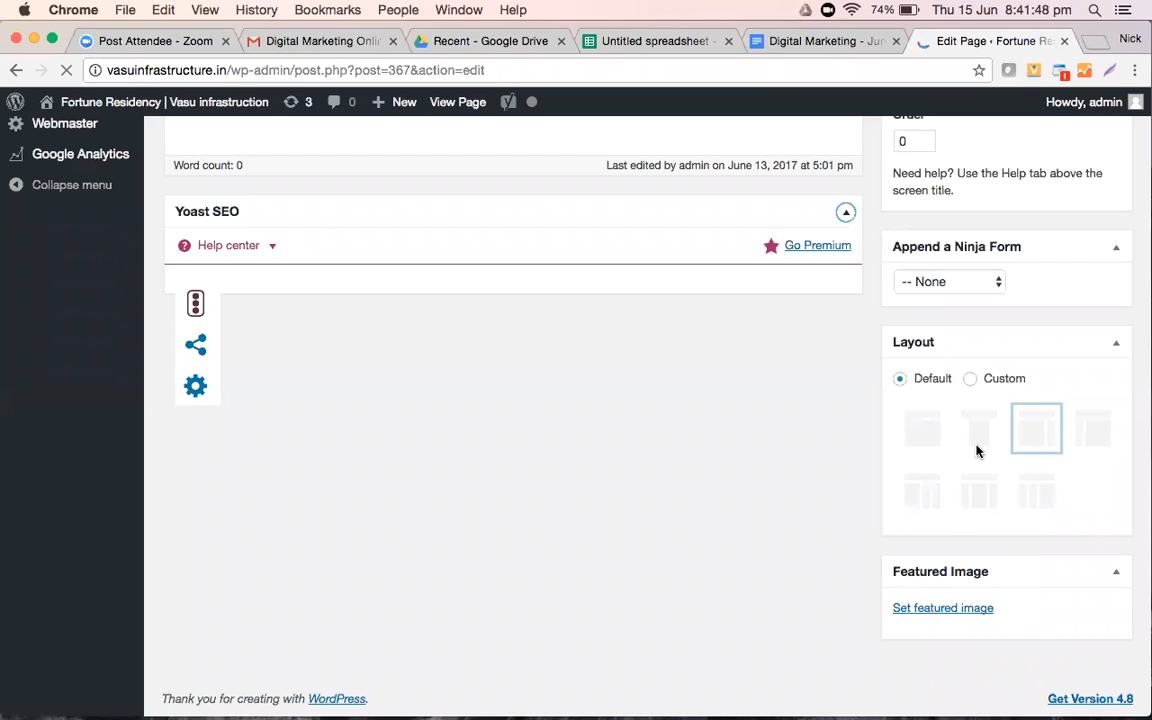 Chrome File Edit View History Bookmarks People Window Help 74% Thu 15 Jun 8:41:48 pm
Post Attendee - Zoom Digital Marketing Onli Recent - Google Drive Untitled spreadsheet - Digital Marketing - Jun Edit Page ‹ Fortune Re Nick
vasuinfrastructure.in/wp-admin/post.php?post=367&action=edit
Fortune Residency | Vasu infrastruction 3 0 New View Page Howdy, admin
Webmaster
Google Analytics
Collapse menu
Word count: 0 Last edited by admin on June 13, 2017 at 5:01 pm
Yoast SEO
Help center Go Premium
Order
0
Need help? Use the Help tab above the
screen title.
Append a Ninja Form
-- None
Layout
Default Custom
Featured Image
Set featured image
Thank you for creating with WordPress. Get Version 4.8